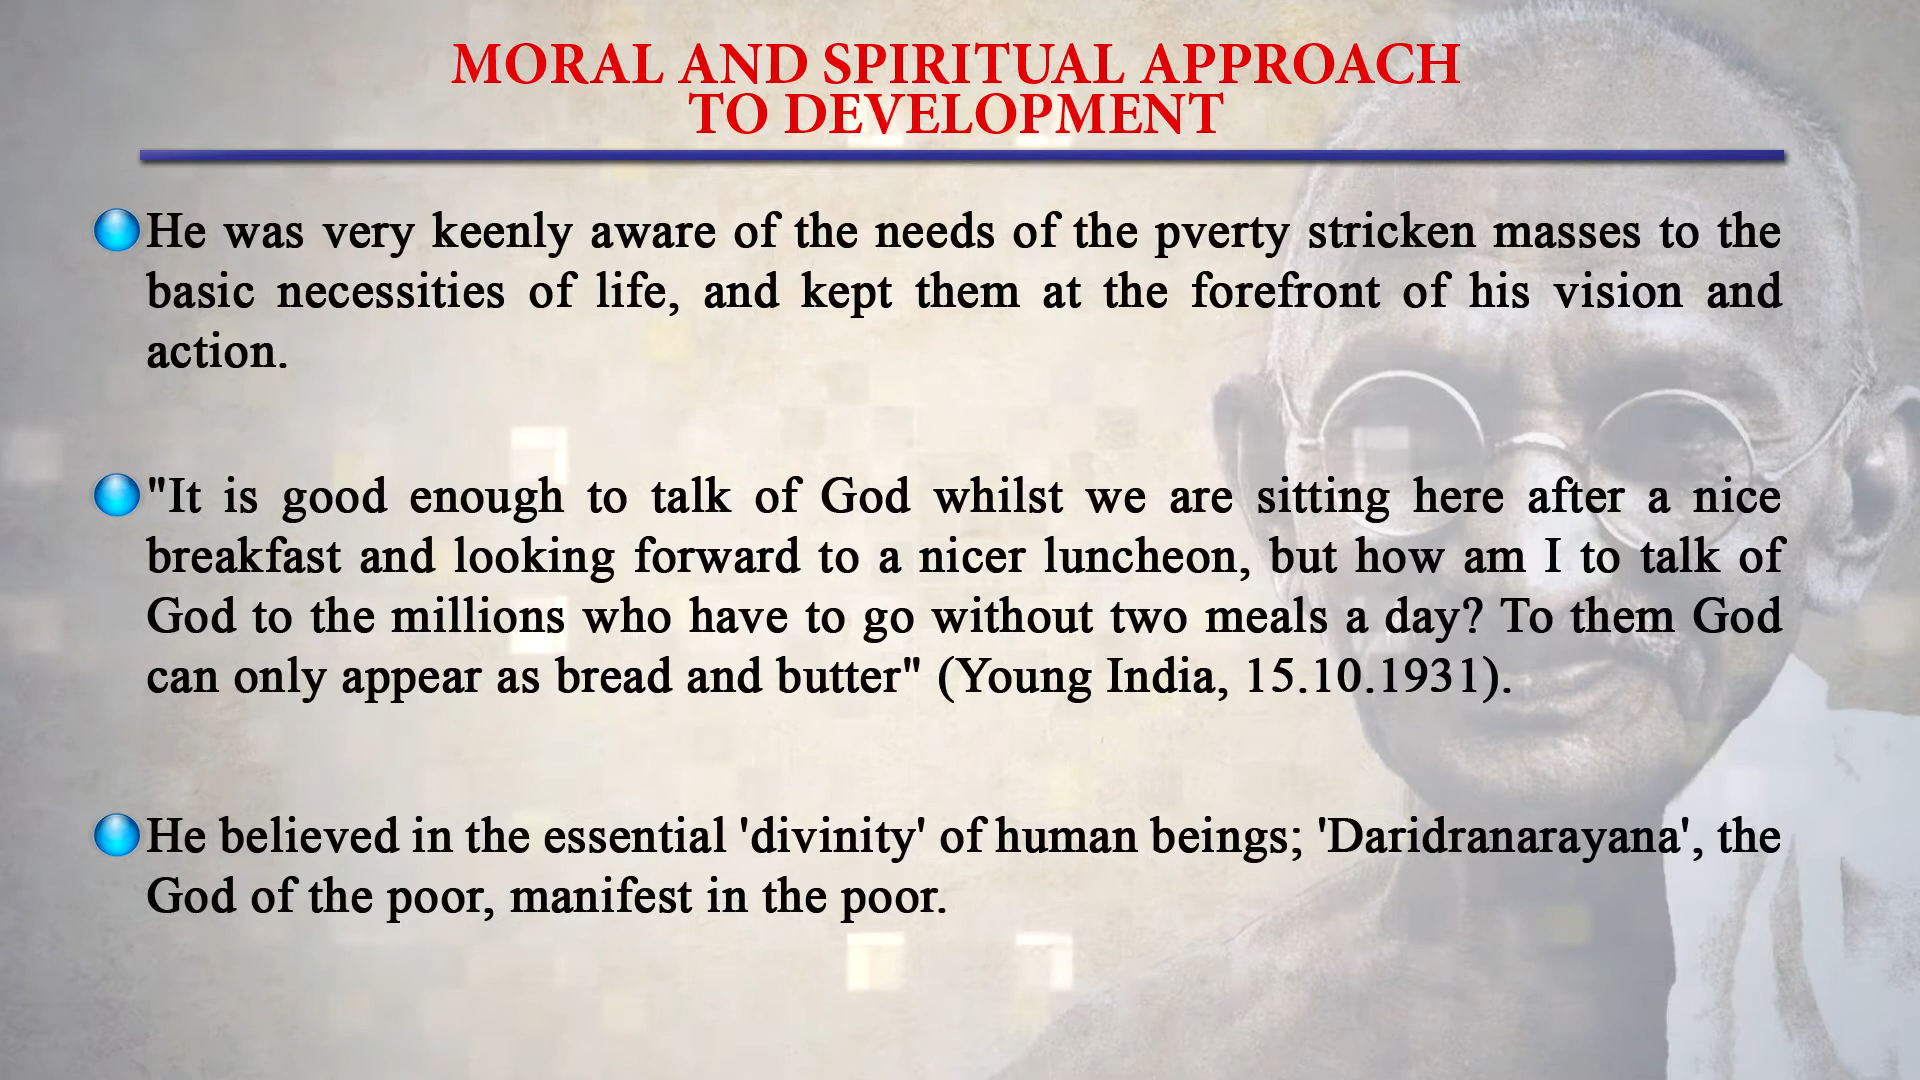 MORAL AND SPIRITUAL APPROACH
TO DEVELOPMENT
He was very keenly aware of the needs of the pverty stricken masses to the
basic necessities of life, and kept them at the forefront of his vision and
action.
"It is good enough to talk of God whilst we are sitting here after a nice
breakfast and looking forward to a nicer luncheon, but how am I to talk of
God to the millions who have to go without two meals a day? To them God
can only appear as bread and butter" (Young India, 15.10.1931).
He believed in the essential 'divinity' of human beings; 'Daridranarayana', the
God of the poor, manifest in the poor.